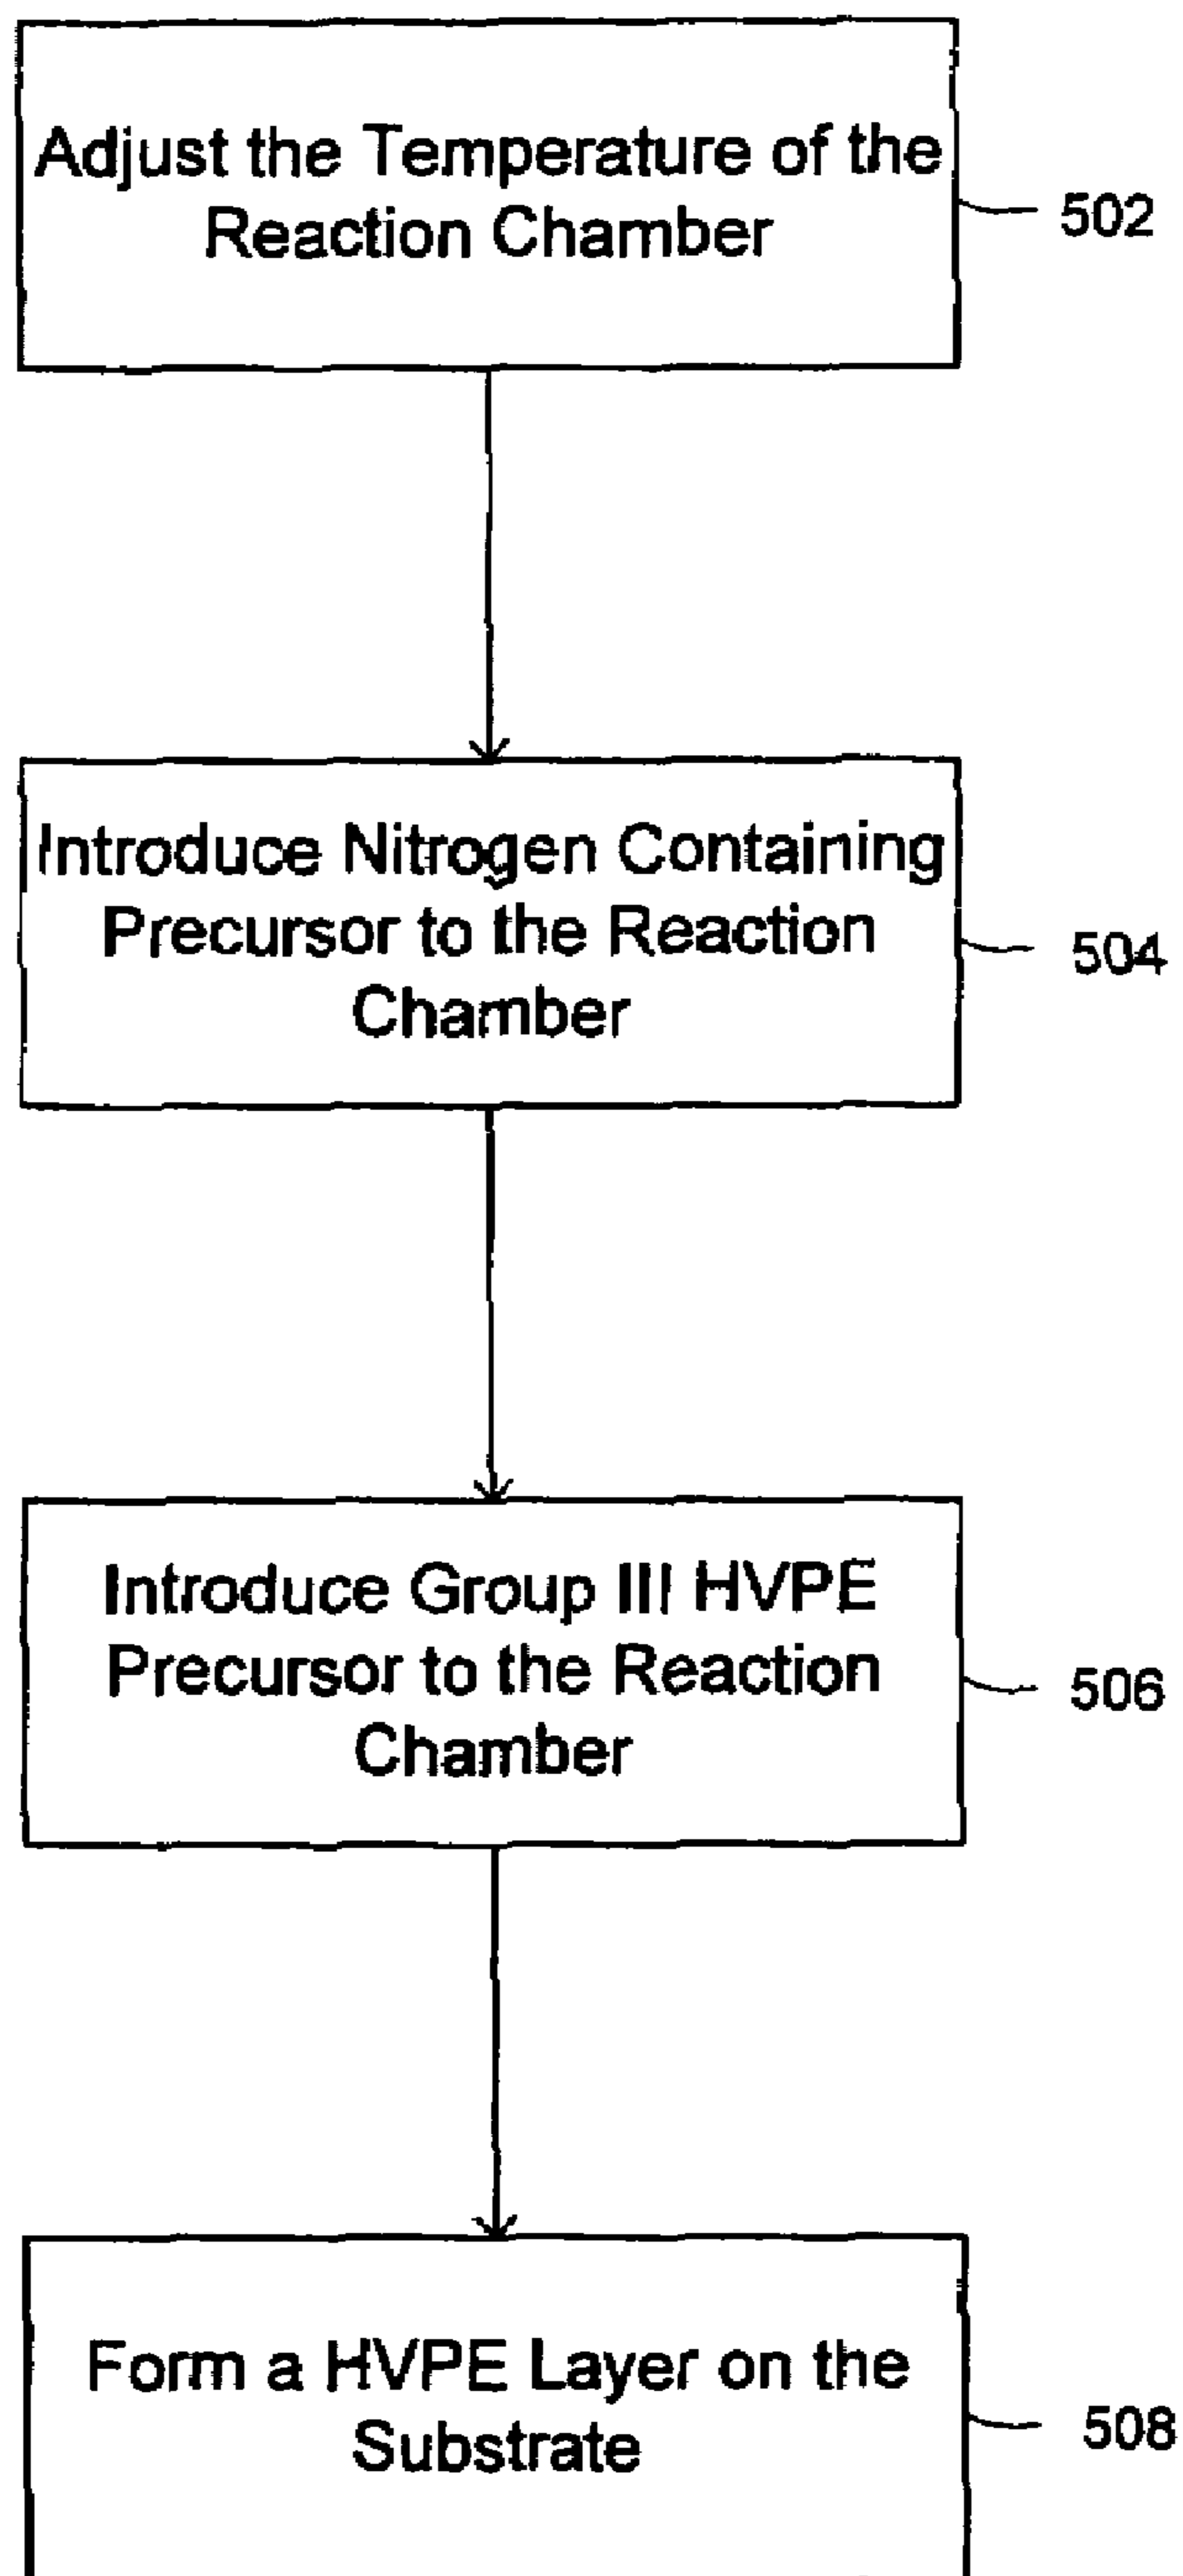 Adjust the Temperature of the
Reaction Chamber
502
Introduce Nitrogen Containing
Precursor to the Reaction
Chamber
504
Introduce Group III HVPE
Precursor to the Reaction
Chamber
506
Form a HVPE Layer on the
Substrate
508